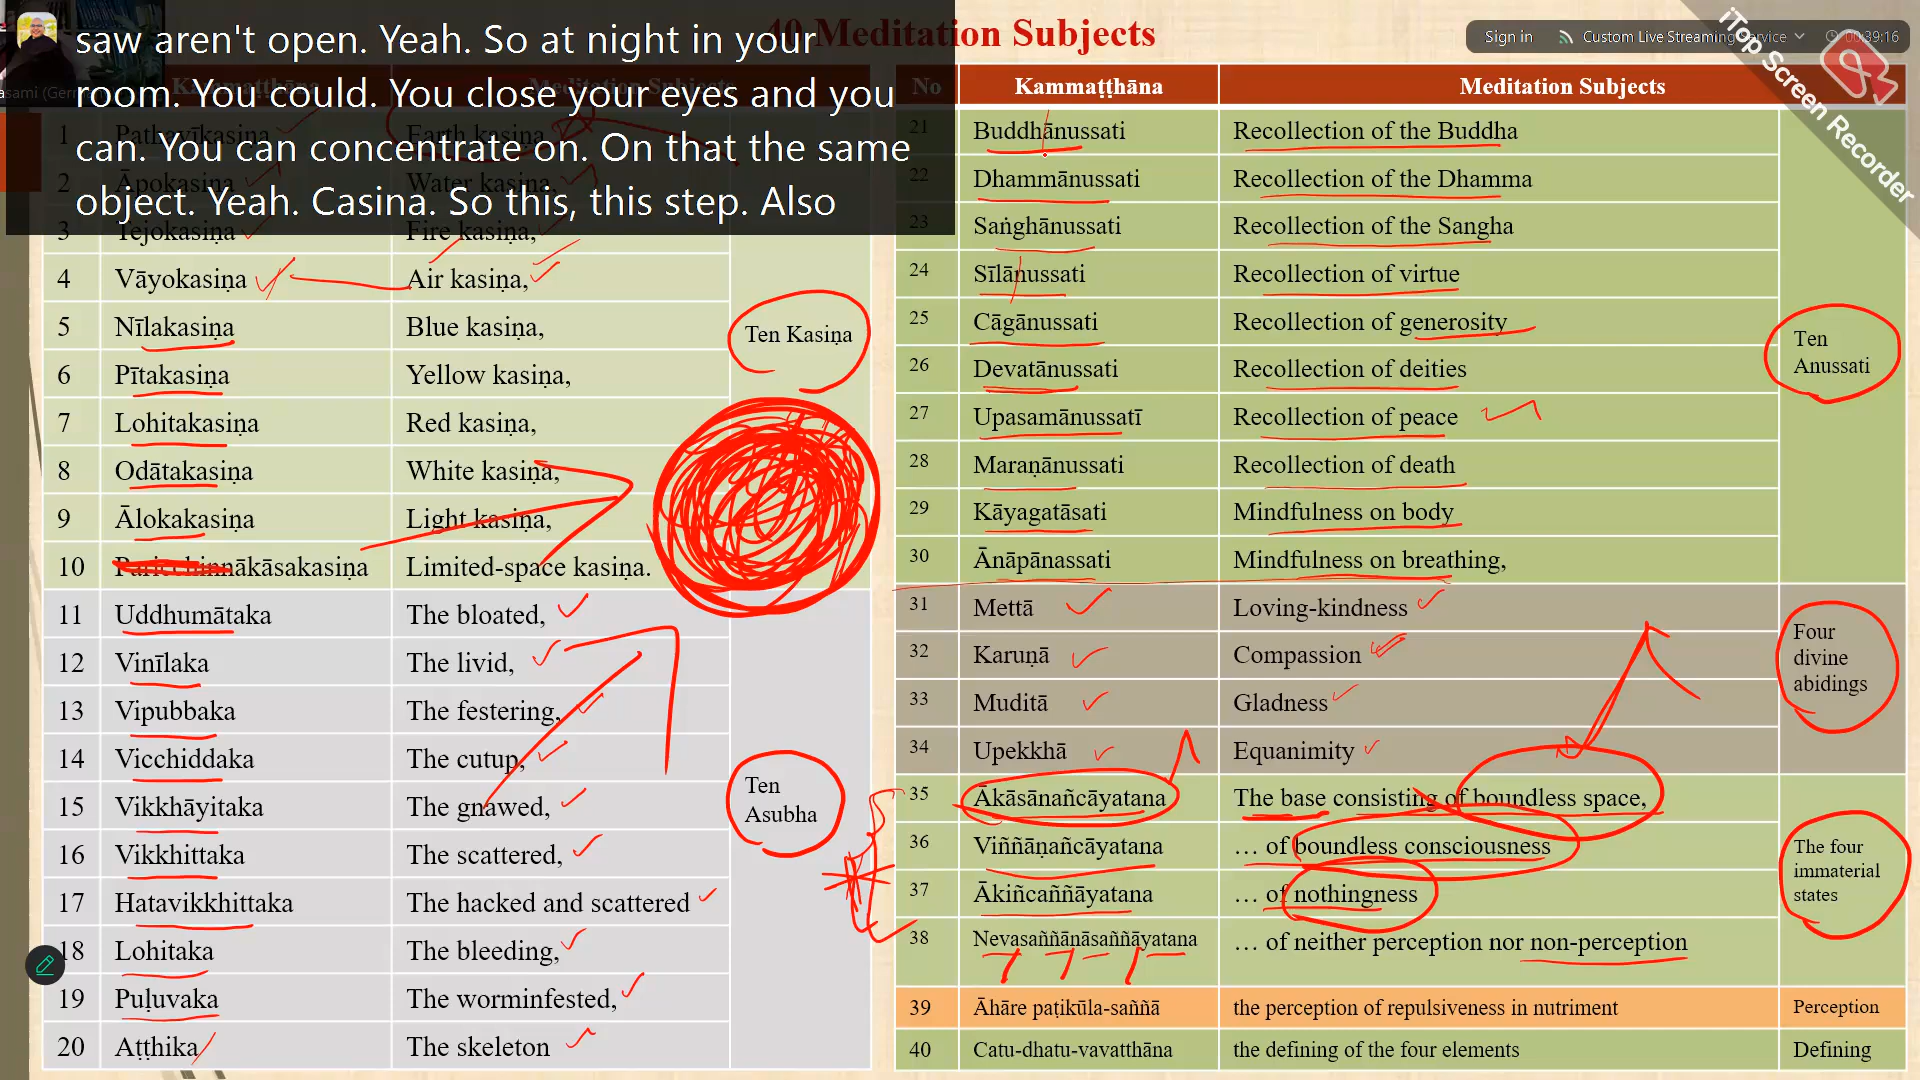 saw aren't open. Yeah. So at night in your
room. You could. You close your eyes and you
can. You can concentrate on. On that the same
object. Yeah. Casina. So this, this step. Also
Meditation Subjects
Sign in Custom Live Streaming Service 00:39:16
iTop Screen Recorder
1 Pathavīkasiṇa Earth kasiṇa,
2 Āpokasiṇa Water kasiṇa,
3 Tejokasiṇa Fire kasiṇa,
4 Vāyokasiṇa Air kasiṇa,
5 Nīlakasiṇa Blue kasiṇa,
6 Pītakasiṇa Yellow kasiṇa,
7 Lohitakasiṇa Red kasiṇa,
8 Odātakasiṇa White kasiṇa,
9 Ālokakasiṇa Light kasiṇa,
10 Paricchinnākāsakasiṇa Limited-space kasiṇa.
Ten Kasiṇa
11 Uddhumātaka The bloated,
12 Vinīlaka The livid,
13 Vipubbaka The festering,
14 Vicchiddaka The cutup,
15 Vikkhāyitaka The gnawed,
16 Vikkhittaka The scattered,
17 Hatavikkhittaka The hacked and scattered
18 Lohitaka The bleeding,
19 Puḷuvaka The worminfested,
20 Aṭṭhika The skeleton
Ten
Asubha
No Kammaṭṭhāna Meditation Subjects
21 Buddhānussati Recollection of the Buddha
22 Dhammānussati Recollection of the Dhamma
23 Saṅghānussati Recollection of the Sangha
24 Sīlānussati Recollection of virtue
25 Cāgānussati Recollection of generosity
26 Devatānussati Recollection of deities
27 Upasamānussatī Recollection of peace
28 Maraṇānussati Recollection of death
29 Kāyagatāsati Mindfulness on body
30 Ānāpānassati Mindfulness on breathing,
Ten
Anussati
31 Mettā Loving-kindness
32 Karuṇā Compassion
33 Muditā Gladness
34 Upekkhā Equanimity
Four
divine
abidings
35 Ākāsānañcāyatana The base consisting of boundless space,
36 Viññāṇañcāyatana … of boundless consciousness
37 Ākiñcaññāyatana … of nothingness
38 Nevasaññānāsaññāyatana … of neither perception nor non-perception
The four
immaterial
states
39 Āhāre paṭikūla-saññā the perception of repulsiveness in nutriment Perception
40 Catu-dhatu-vavatthāna the defining of the four elements Defining